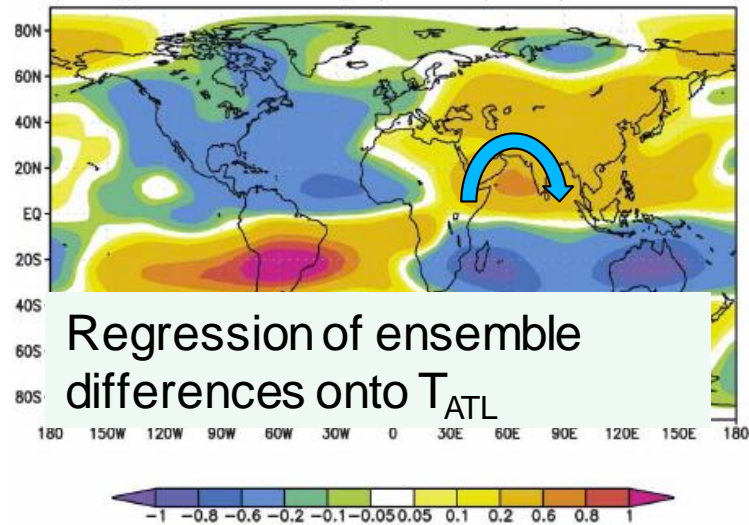 80N
60N
40N
20N
EQ
20S
40S
60S
80S
Regression of ensemble
differences onto T_ATL
180 150W 120W 90W 60W 30W 0 30E 60E 90E 120E 150E 180
-1 -0.8 -0.6 -0.2 -0.1 -0.05 0.05 0.1 0.2 0.6 0.8 1